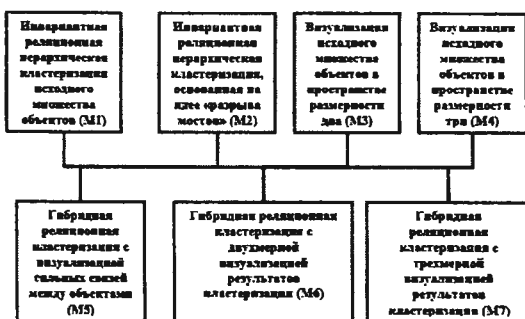 Инвариантная
реляционная
иерархическая
кластеризация
исходного
множества
объектов (М1)
Инвариантная
реляционная
иерархическая
кластеризация,
основанная на
идее «разрыва
мостов» (М2)
Визуализация
исходного
множества
объектов в
пространстве
размерности
два (М3)
Визуализация
исходного
множества
объектов в
пространстве
размерности
три (М4)
Гибридная
реляционная
кластеризация с
визуализацией
сильных связей
между объектами
(М5)
Гибридная реляционная
кластеризация с
двухмерной
визуализацией
результатов
кластеризации (М6)
Гибридная
реляционная
кластеризация с
трехмерной
визуализацией
результатов
кластеризации (М7)